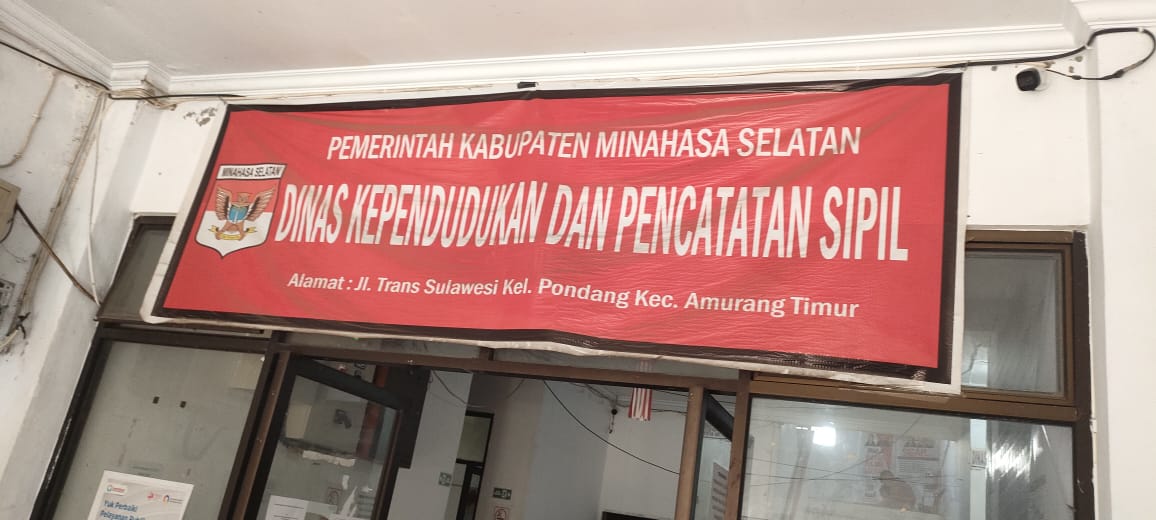 PEMERINTAH KABUPATEN MINAHASA SELATAN
MINAHASA SELATAN
DINAS KEPENDUDUKAN DAN PENCATATAN SIPIL
Alamat : Jl. Trans Sulawesi Kel. Pondang Kec. Amurang Timur
Yuk Perbaiki
Pelayanan